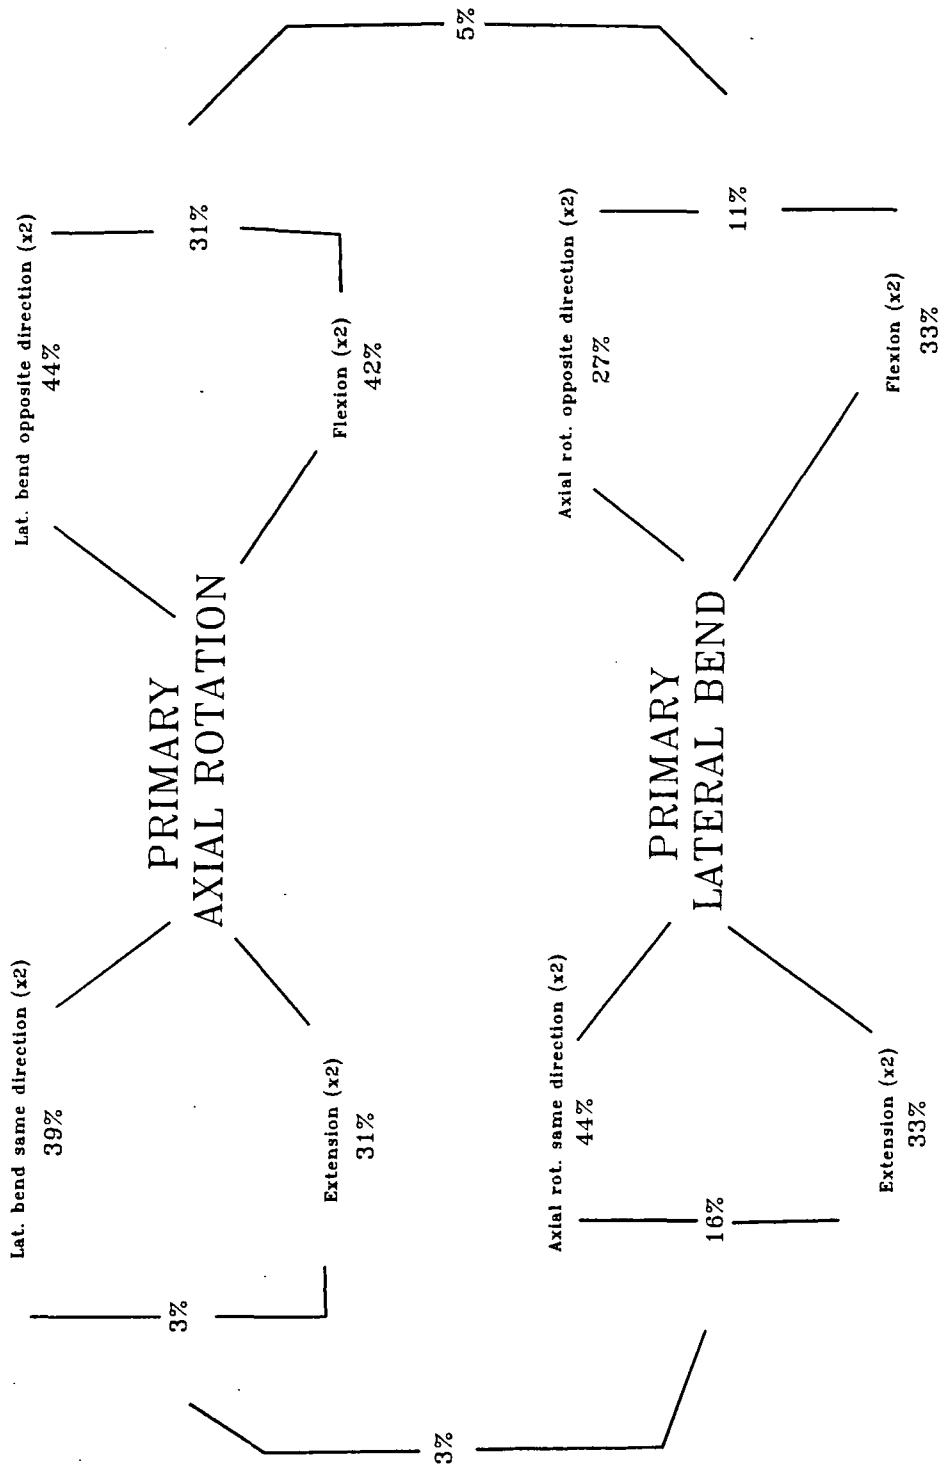 Lat. bend same direction (x2)
39%
Lat. bend opposite direction (x2)
44%
3%
PRIMARY
AXIAL ROTATION
31%
Extension (x2)
31%
Flexion (x2)
42%
3%
5%
Axial rot. same direction (x2)
44%
Axial rot. opposite direction (x2)
27%
16%
PRIMARY
LATERAL BEND
11%
Extension (x2)
33%
Flexion (x2)
33%